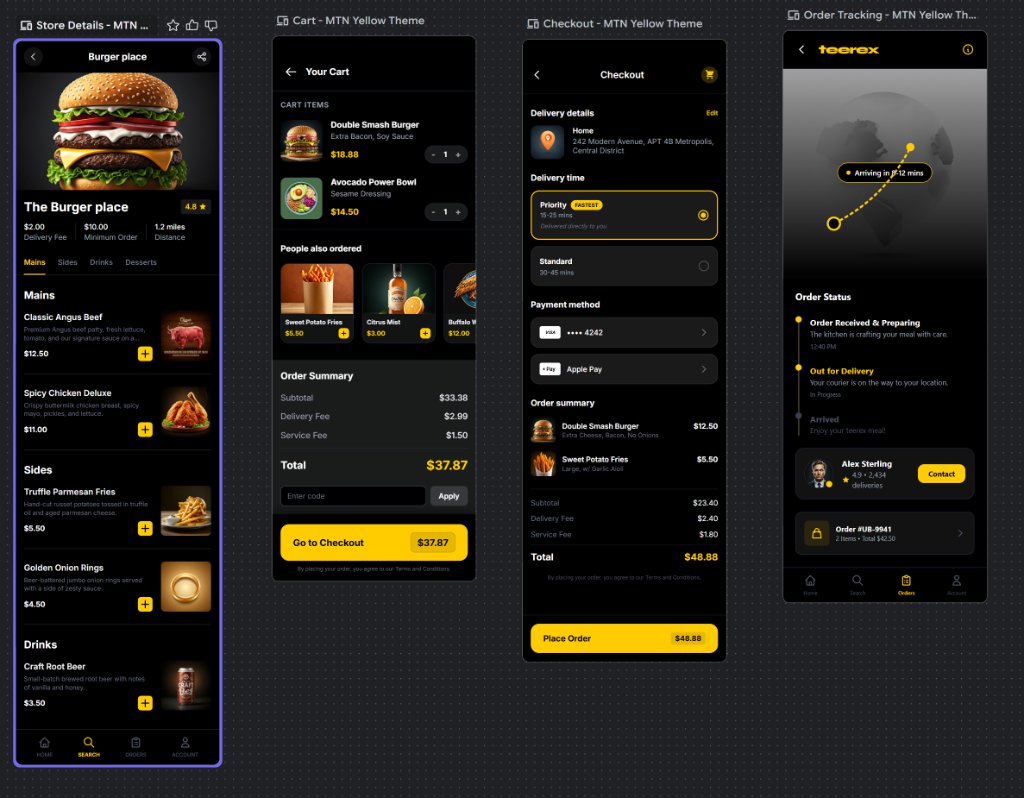 Store Details - MTN ...
Burger place
The Burger place
4.8 ★
$2.00
Delivery Fee
$10.00
Minimum Order
1.2 miles
Distance
Mains
Sides
Drinks
Desserts
Mains
Classic Angus Beef
Premium Angus beef patty, fresh lettuce,
tomato, and our signature sauce on a...
$12.50
Spicy Chicken Deluxe
Crispy buttermilk chicken breast, spicy
mayo, pickles, and lettuce.
$11.00
Sides
Truffle Parmesan Fries
Hand-cut russet potatoes tossed in truffle
oil and aged parmesan cheese.
$5.50
Golden Onion Rings
Beer-battered jumbo onion rings served
with a side of zesty sauce.
$4.50
Drinks
Craft Root Beer
Small-batch brewed root beer with notes
of vanilla and honey.
$3.50
HOME
SEARCH
ORDERS
ACCOUNT
Cart - MTN Yellow Theme
Your Cart
CART ITEMS
Double Smash Burger
Extra Bacon, Soy Sauce
$18.88
- 1 +
Avocado Power Bowl
Sesame Dressing
$14.50
- 1 +
People also ordered
Sweet Potato Fries
$5.50
Citrus Mist
$3.00
Buffalo W
$12.00
Order Summary
Subtotal
$33.38
Delivery Fee
$2.99
Service Fee
$1.50
Total
$37.87
Enter code
Apply
Go to Checkout
$37.87
By placing your order, you agree to our Terms and Conditions.
Checkout - MTN Yellow Theme
Checkout
Delivery details
Edit
Home
242 Modern Avenue, APT 4B Metropolis,
Central District
Delivery time
Priority
FASTEST
15-25 mins
Delivered directly to you
Standard
30-45 mins
Payment method
VISA
•••• 4242
Pay
Apple Pay
Order summary
Double Smash Burger
$12.50
Extra Cheese, Bacon, No Onions
Sweet Potato Fries
$5.50
Large, w/ Garlic Aioli
Subtotal
$23.40
Delivery Fee
$2.40
Service Fee
$1.80
Total
$48.88
By placing your order, you agree to our Terms and Conditions.
Place Order
$48.88
Order Tracking - MTN Yellow Th...
teerex
Arriving in 8-12 mins
Order Status
Order Received & Preparing
The kitchen is crafting your meal with care.
12:40 PM
Out for Delivery
Your courier is on the way to your location.
In Progress
Arrived
Enjoy your teerex meal!
Alex Sterling
★ 4.9 • 2,434
deliveries
Contact
Order #UB-9941
2 Items • Total $42.50
Home
Search
Orders
Account